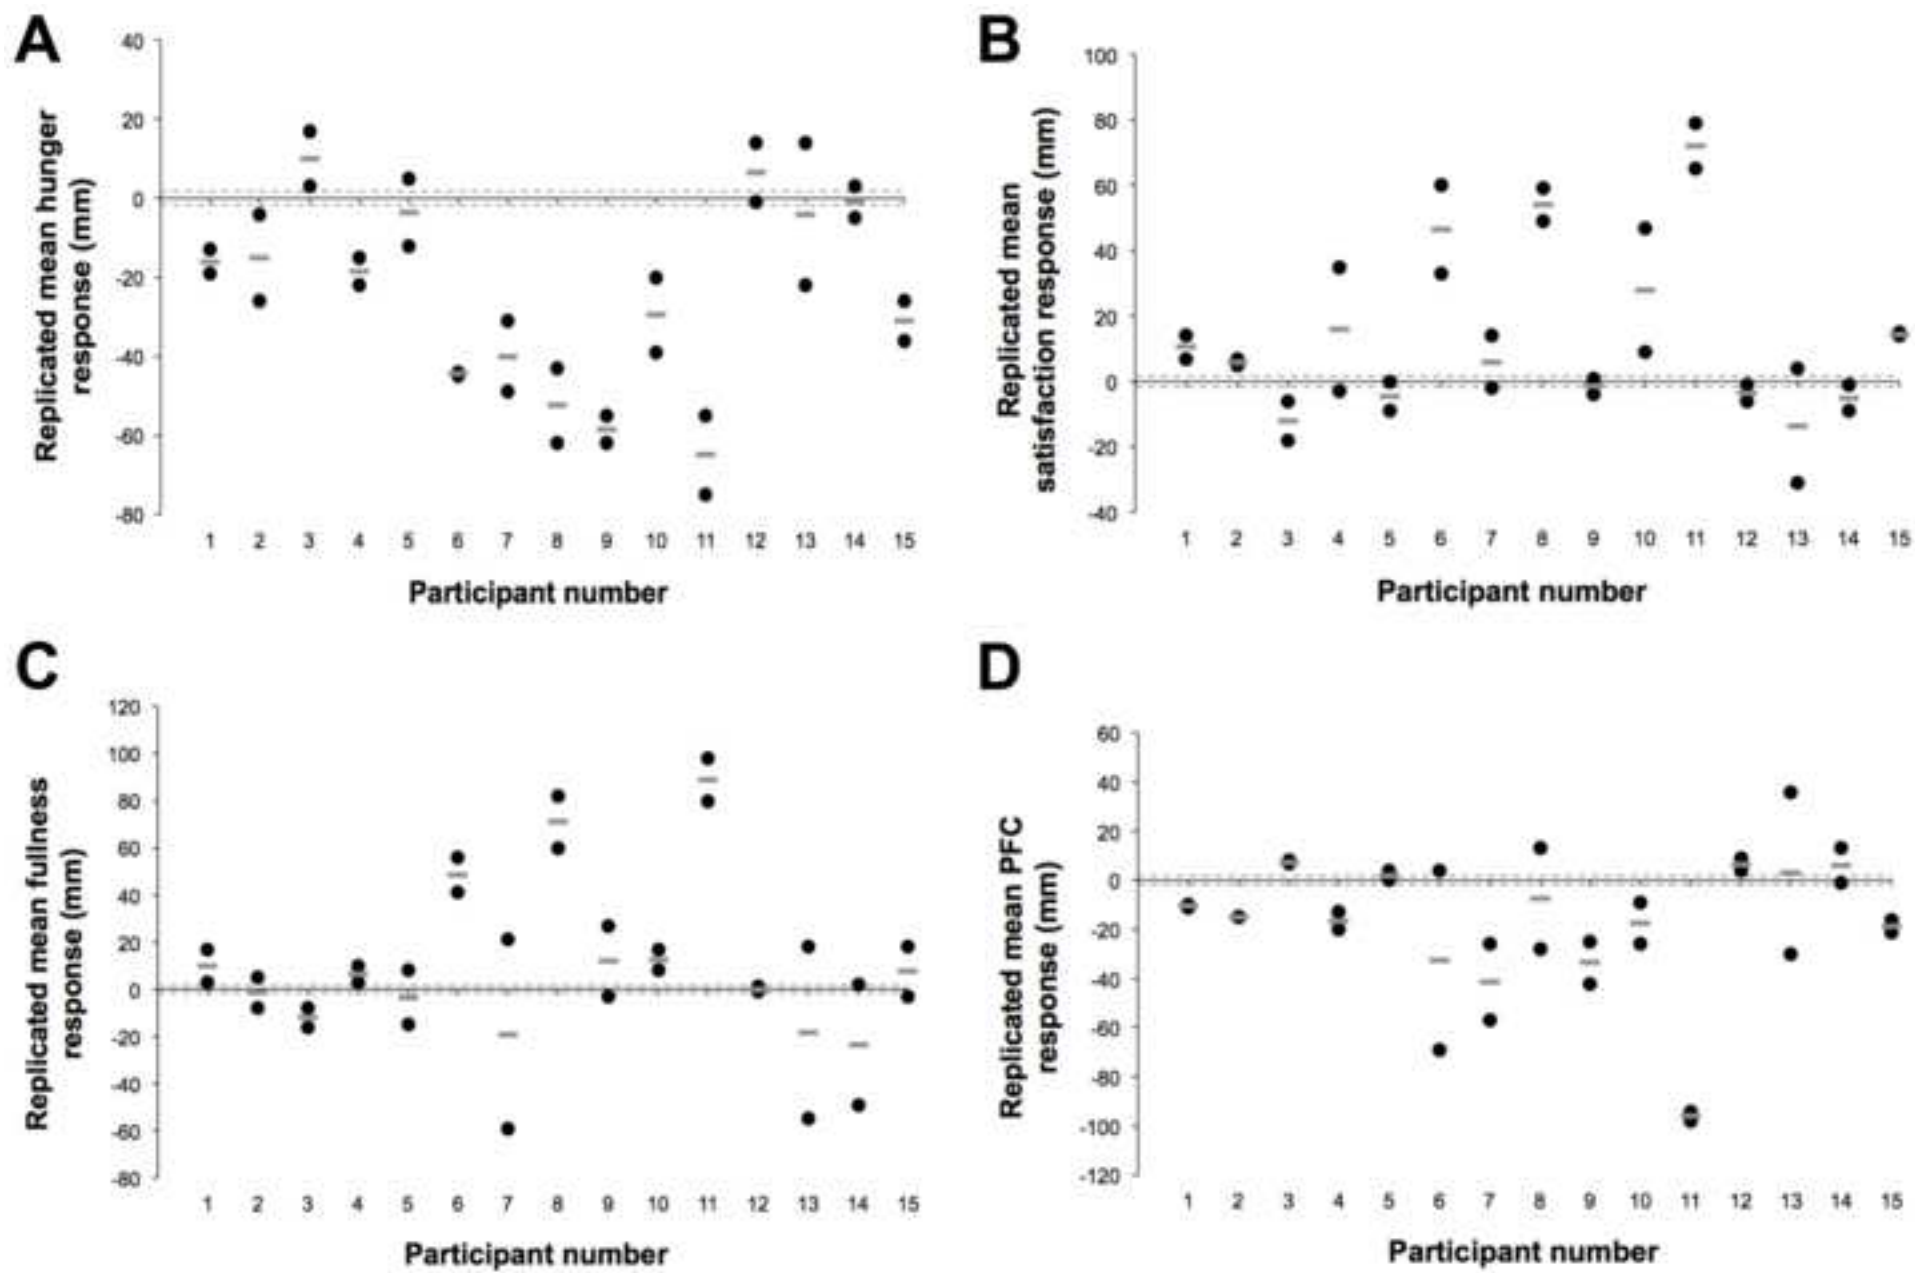 A
40
20
0
-20
-40
-60
-80
Replicated mean hunger
response (mm)
1 2 3 4 5 6 7 8 9 10 11 12 13 14 15
Participant number
B
100
80
60
40
20
0
-20
-40
Replicated mean
satisfaction response (mm)
1 2 3 4 5 6 7 8 9 10 11 12 13 14 15
Participant number
C
120
100
80
60
40
20
0
-20
-40
-60
-80
Replicated mean fullness
response (mm)
1 2 3 4 5 6 7 8 9 10 11 12 13 14 15
Participant number
D
60
40
20
0
-20
-40
-60
-80
-100
-120
Replicated mean PFC
response (mm)
1 2 3 4 5 6 7 8 9 10 11 12 13 14 15
Participant number